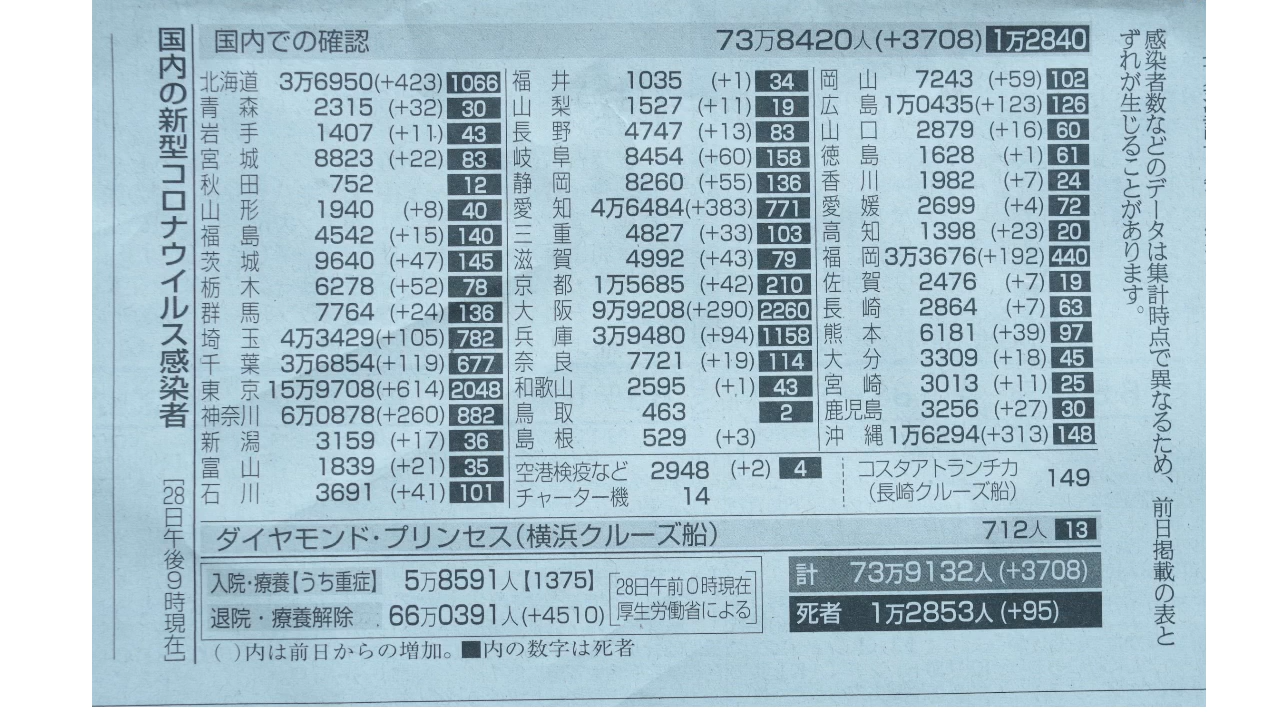 感染者数などのデータは集計時点で異なるため、前日掲載の表と
ずれが生じることがあります。
国内の新型コロナウイルス感染者 [28日午後9時現在]
国内での確認 73万8420人(+3708) 1万2840
北海道 3万6950(+423) 1066
青森 2315 (+32) 30
岩手 1407 (+11) 43
宮城 8823 (+22) 83
秋田 752 12
山形 1940 (+8) 40
福島 4542 (+15) 140
茨城 9640 (+47) 145
栃木 6278 (+52) 78
群馬 7764 (+24) 136
埼玉 4万3429(+105) 782
千葉 3万6854(+119) 677
東京 15万9708(+614) 2048
神奈川 6万0878(+260) 882
新潟 3159 (+17) 36
富山 1839 (+21) 35
石川 3691 (+41) 101
福井 1035 (+1) 34
山梨 1527 (+11) 19
長野 4747 (+13) 83
岐阜 8454 (+60) 158
静岡 8260 (+55) 136
愛知 4万6484(+383) 771
三重 4827 (+33) 103
滋賀 4992 (+43) 79
京都 1万5685 (+42) 210
大阪 9万9208(+290) 2260
兵庫 3万9480 (+94) 1158
奈良 7721 (+19) 114
和歌山 2595 (+1) 43
鳥取 463 2
島根 529 (+3)
岡山 7243 (+59) 102
広島 1万0435(+123) 126
山口 2879 (+16) 60
徳島 1628 (+1) 61
香川 1982 (+7) 24
愛媛 2699 (+4) 72
高知 1398 (+23) 20
福岡 3万3676(+192) 440
佐賀 2476 (+7) 19
長崎 2864 (+7) 63
熊本 6181 (+39) 97
大分 3309 (+18) 45
宮崎 3013 (+11) 25
鹿児島 3256 (+27) 30
沖縄 1万6294(+313) 148
空港検疫など 2948 (+2) 4
チャーター機 14
コスタアトランチカ
(長崎クルーズ船) 149
ダイヤモンド・プリンセス(横浜クルーズ船) 712人 13
入院・療養【うち重症】 5万8591人【1375】
退院・療養解除 66万0391人(+4510)
[28日午前0時現在
厚生労働省による]
計 73万9132人(+3708)
死者 1万2853人(+95)
( )内は前日からの増加。■内の数字は死者